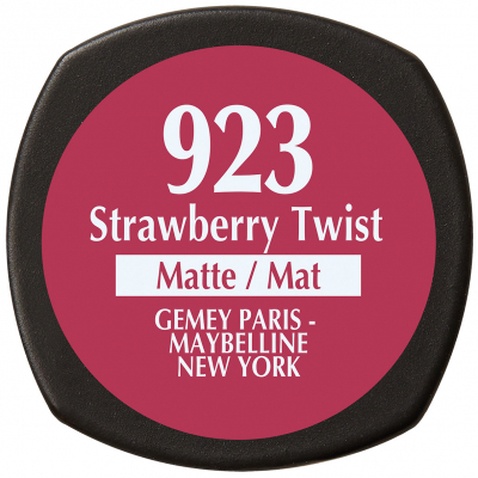 923
Strawberry Twist
Matte / Mat
GEMEY PARIS -
MAYBELLINE
NEW YORK